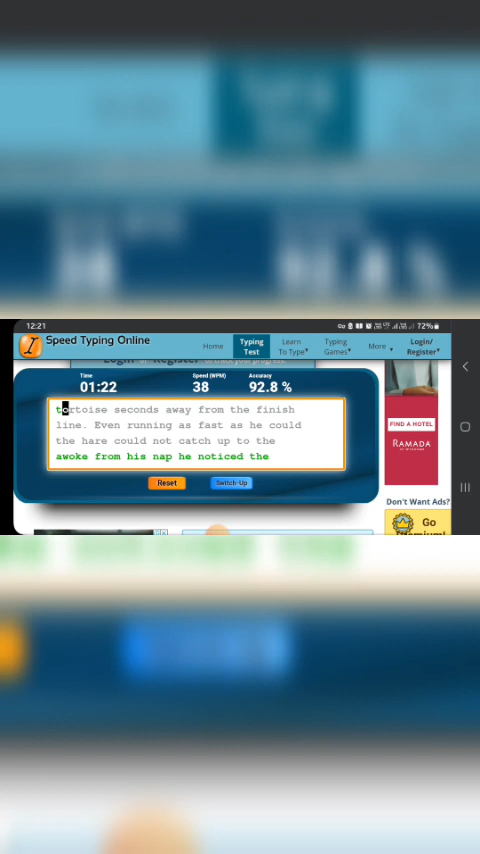 12:21
72%
Speed Typing Online
Home
Typing
Test
Learn
To Type
Typing
Games
More
Login/
Register
Time
01:22
Speed (WPM)
38
Accuracy
92.8 %
tortoise seconds away from the finish
line. Even running as fast as he could
the hare could not catch up to the
awoke from his nap he noticed the
Reset
Switch-Up
FIND A HOTEL
RAMADA
Don't Want Ads?
Go